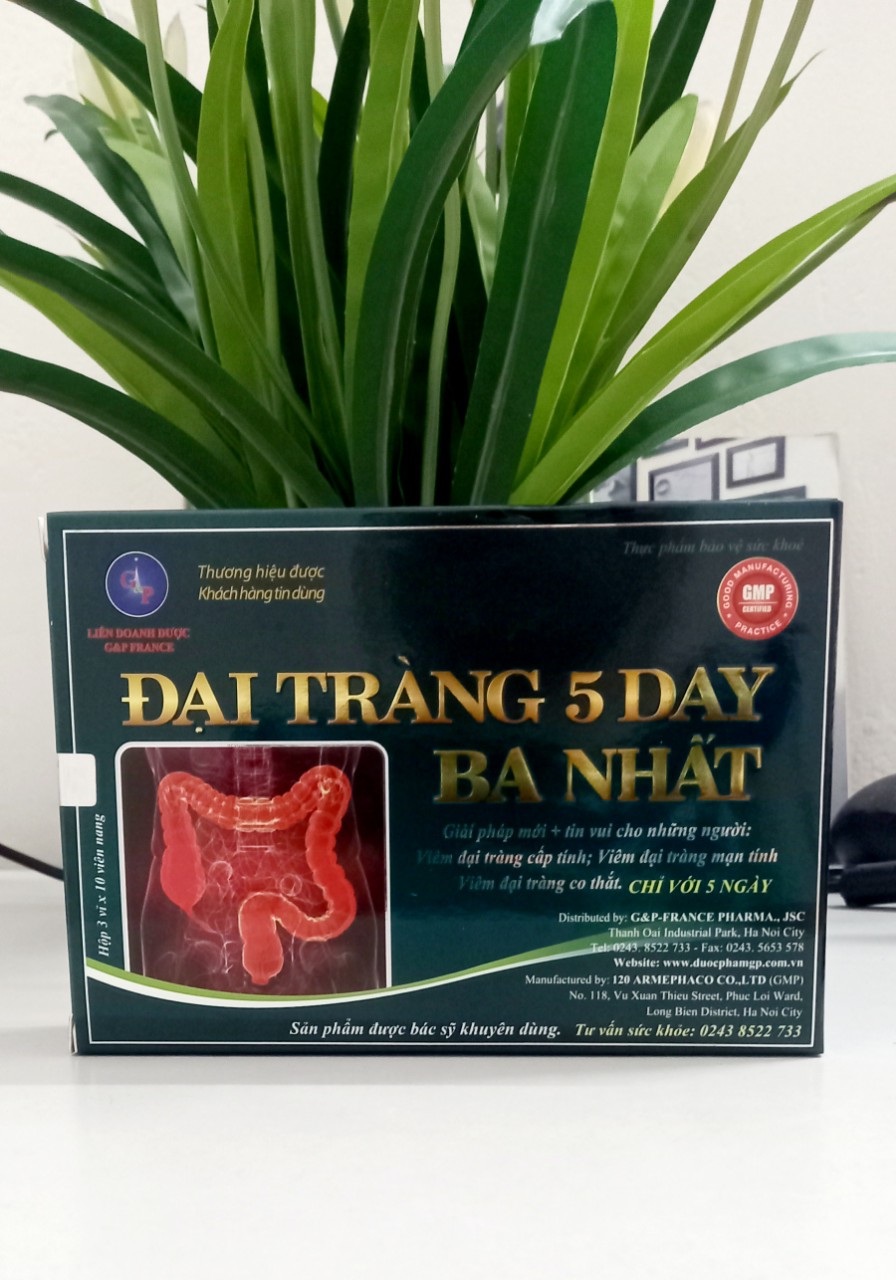 Thực phẩm bảo vệ sức khoẻ
G&P
Thương hiệu được
Khách hàng tin dùng
LIÊN DOANH DƯỢC
G&P FRANCE
GOOD MANUFACTURING
GMP
CERTIFIED
PRACTICE
ĐẠI TRÀNG 5 DAY
BA NHẤT
Giải pháp mới + tin vui cho những người:
Viêm đại tràng cấp tính; Viêm đại tràng mạn tính
Viêm đại tràng co thắt. CHỈ VỚI 5 NGÀY
Hộp 3 vỉ x 10 viên nang
Distributed by: G&P-FRANCE PHARMA., JSC
Thanh Oai Industrial Park, Ha Noi City
Tel: 0243. 8522 733 - Fax: 0243. 5653 578
Website: www.duocphamgp.com.vn
Manufactured by: 120 ARMEPHACO CO.,LTD (GMP)
No. 118, Vu Xuan Thieu Street, Phuc Loi Ward,
Long Bien District, Ha Noi City
Sản phẩm được bác sỹ khuyên dùng. Tư vấn sức khỏe: 0243 8522 733